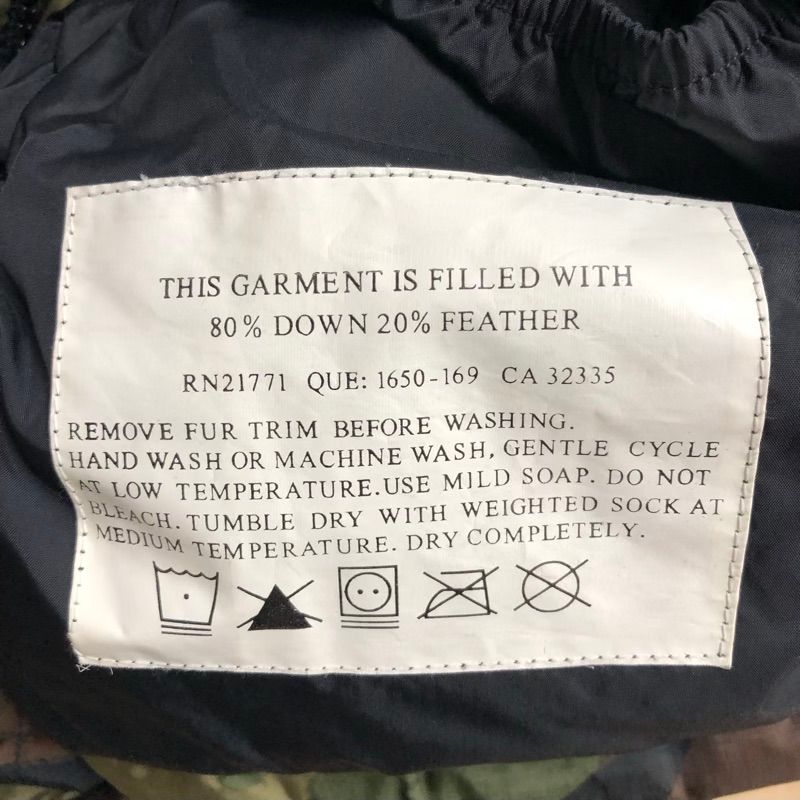 THIS GARMENT IS FILLED WITH
80% DOWN 20% FEATHER
RN21771 QUE: 1650-169 CA 32335
REMOVE FUR TRIM BEFORE WASHING.
HAND WASH OR MACHINE WASH, GENTLE CYCLE
AT LOW TEMPERATURE.USE MILD SOAP. DO NOT
BLEACH. TUMBLE DRY WITH WEIGHTED SOCK AT
MEDIUM TEMPERATURE. DRY COMPLETELY.